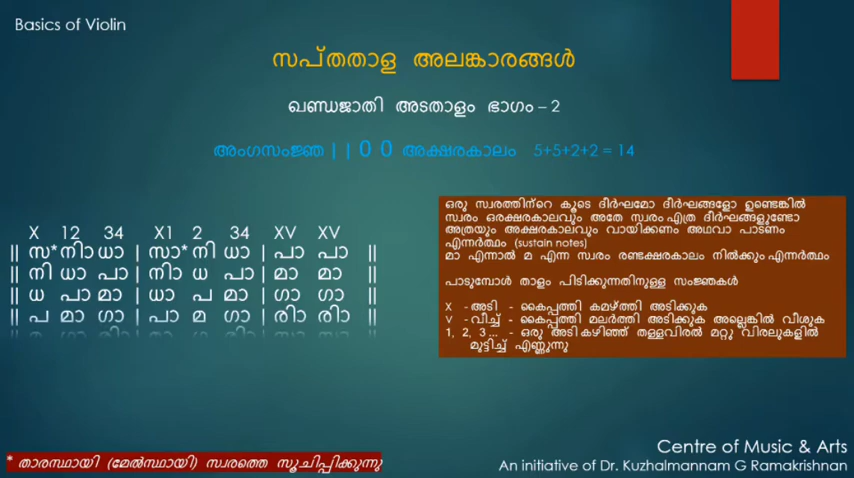 Basics of Violin
സപ്തതാള അലങ്കാരങ്ങൾ
ഖണ്ഡജാതി അടതാളം ഭാഗം – 2
അംഗസംജ്ഞ | | 0 0 അക്ഷരകാലം 5+5+2+2 = 14
X 12 34 X1 2 34 XV XV
|| സ* നിാ ധാ | സാ* നി ധാ | പാ പാ ||
|| നി ധാ പാ | നിാ ധ പാ | മാ മാ ||
|| ധ പാ മാ | ധാ പ മാ | ഗാ ഗാ ||
|| പ മാ ഗാ | പാ മ ഗാ | രിാ രിാ ||
ഒരു സ്വരത്തിന്റെ കൂടെ ദീർഘമോ ദീർഘങ്ങളോ ഉണ്ടെങ്കിൽ
സ്വരം ഒരക്ഷരകാലവും അതേ സ്വരം എത്ര ദീർഘങ്ങളുണ്ടോ
അത്രയും അക്ഷരകാലവും വായിക്കണം അഥവാ പാടണം
എന്നർത്ഥം (sustain notes)
മാ എന്നാൽ മ എന്ന സ്വരം രണ്ടക്ഷരകാലം നിൽക്കും എന്നർത്ഥം
പാടുമ്പോൾ താളം പിടിക്കുന്നതിനുള്ള സംജ്ഞകൾ
X - അടി - കൈപ്പത്തി കമഴ്ത്തി അടിക്കുക
V - വീച്ച് - കൈപ്പത്തി മലർത്തി അടിക്കുക അല്ലെങ്കിൽ വീശുക
1, 2, 3 ... - ഒരു അടി കഴിഞ്ഞ് തള്ളവിരൽ മറ്റു വിരലുകളിൽ
മുട്ടിച്ച് എണ്ണുന്നു
* താരസ്ഥായി (മേൽസ്ഥായി) സ്വരത്തെ സൂചിപ്പിക്കുന്നു
Centre of Music & Arts
An initiative of Dr. Kuzhalmannam G Ramakrishnan